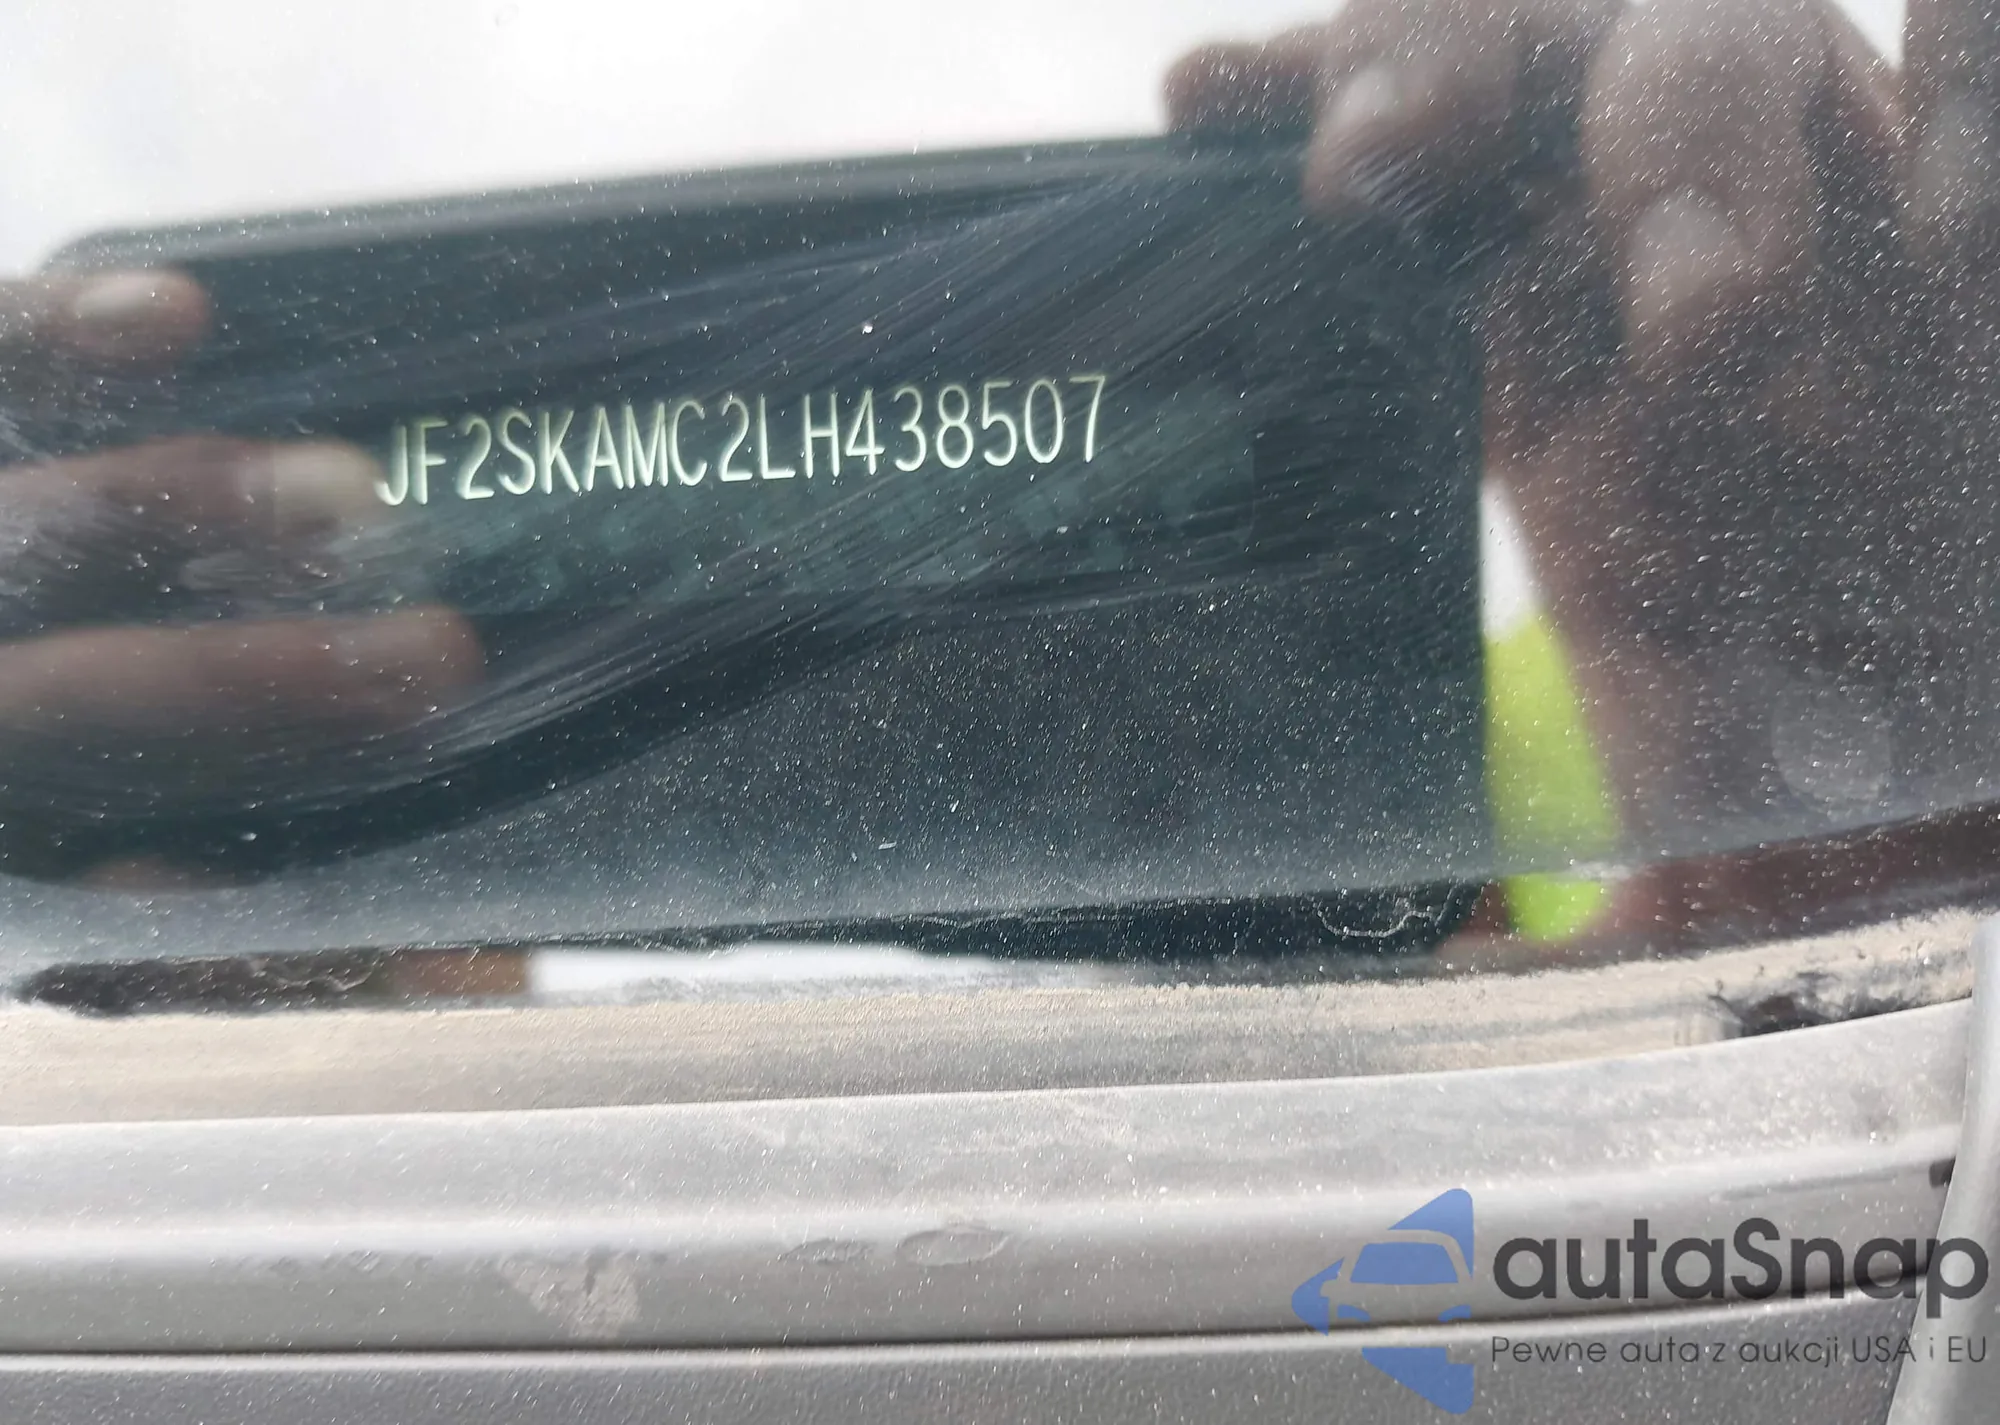 JF2SKAMC2LH438507
autaSnap
Pewne auta z aukcji USA i EU